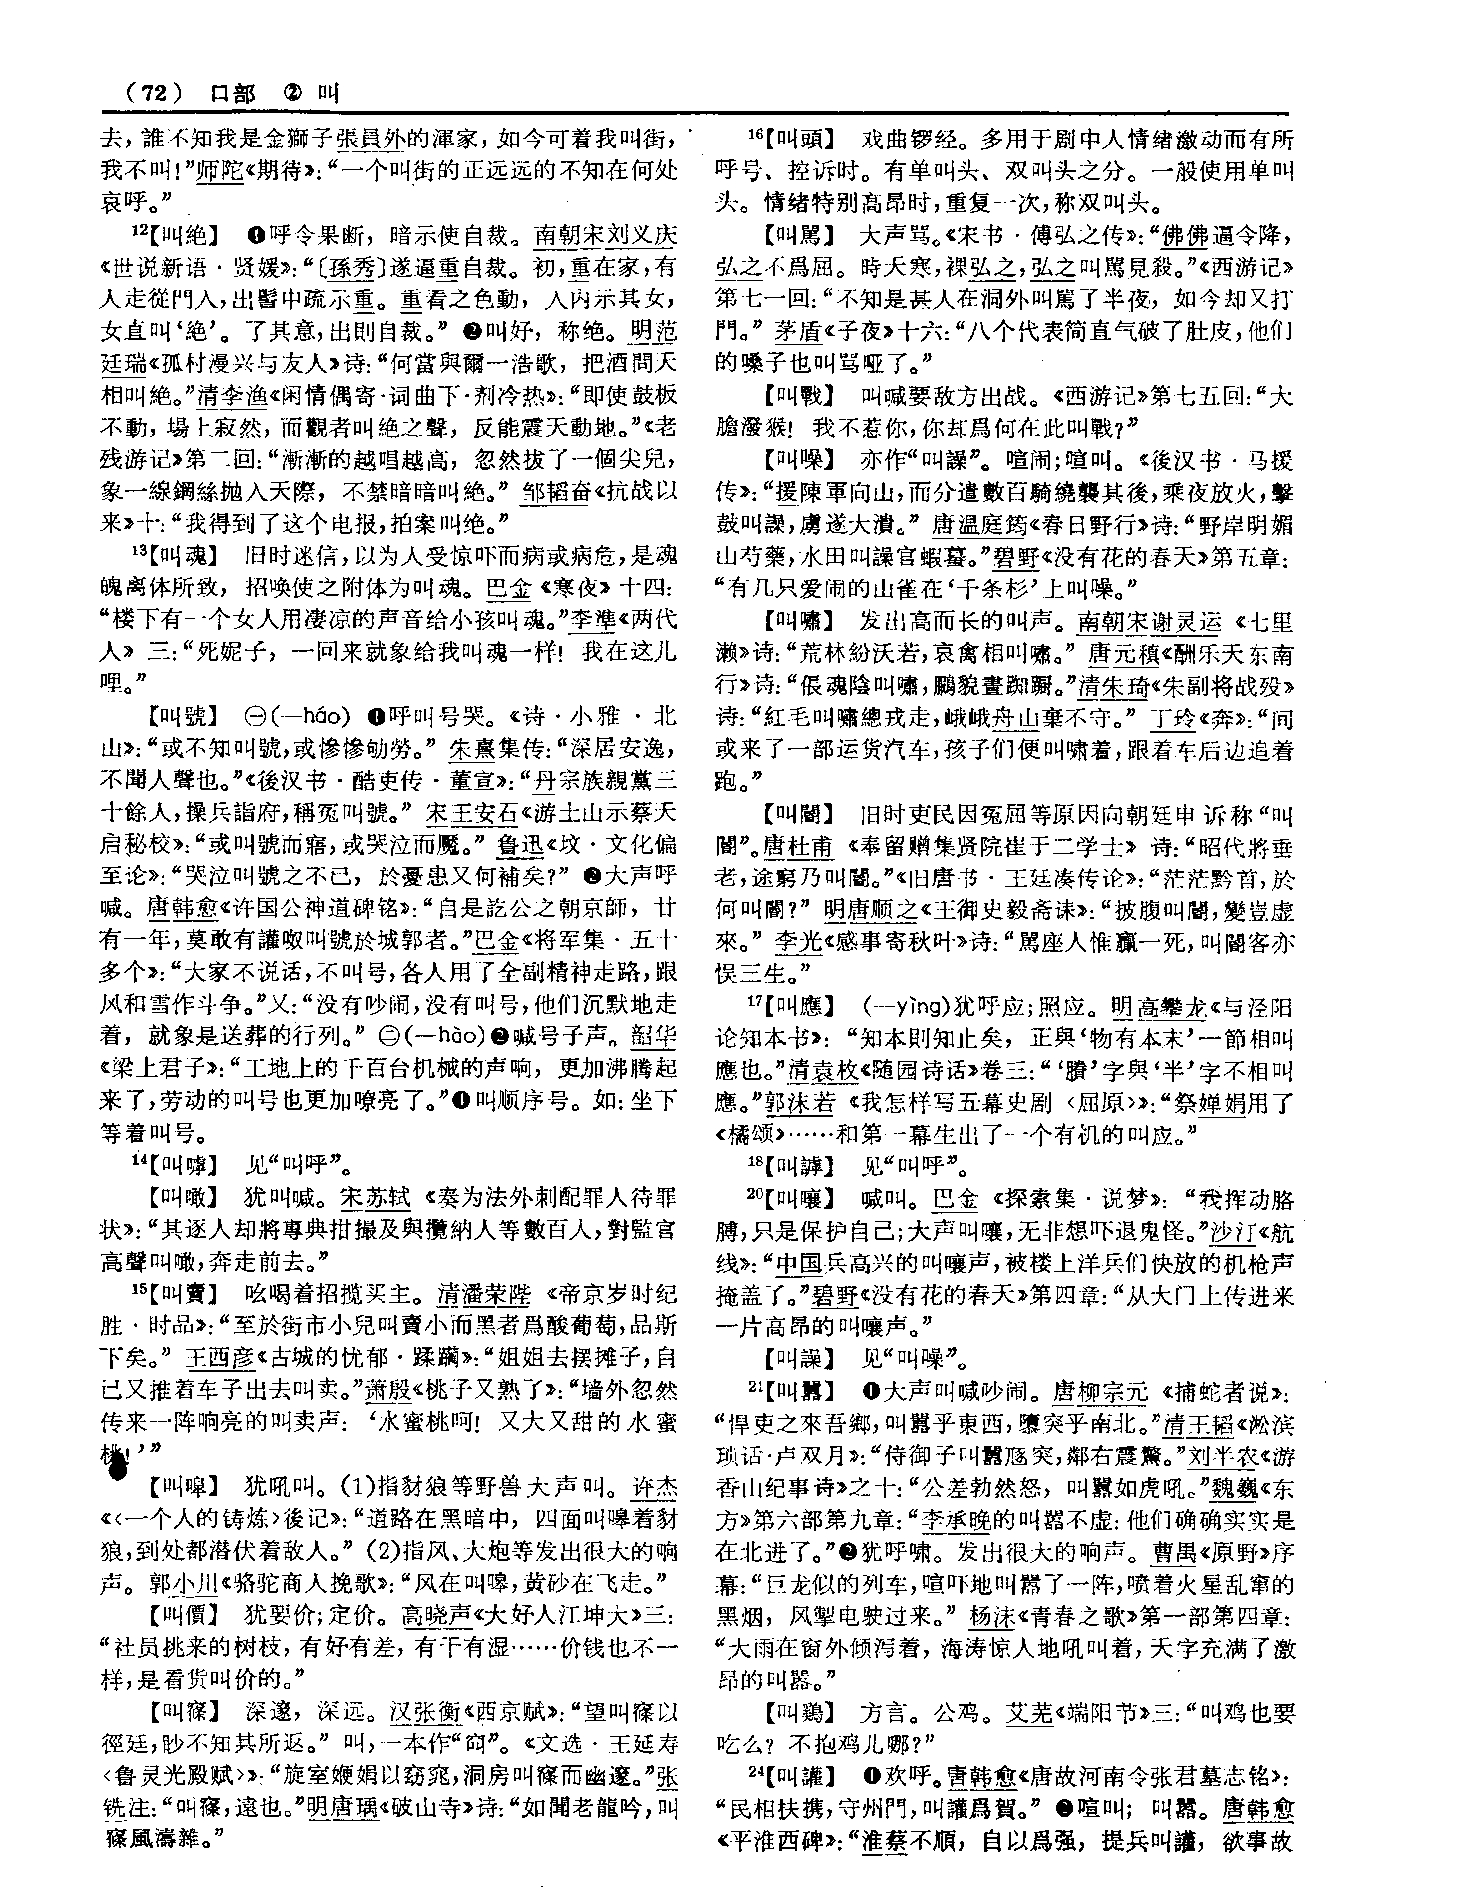 （72） 口部 ② 叫
去，誰不知我是金獅子張員外的渾家，如今可着我叫街，
我不叫！”师陀《期待》：“一个叫街的正远远的不知在何处
哀呼。”
12【叫絶】 ❶呼令果断，暗示使自裁。南朝宋刘义庆
《世说新语·贤媛》：“〔孫秀〕遂逼重自裁。初，重在家，有
人走從門入，出髻中疏示重。重看之色動，入内示其女，
女直叫‘絶’。了其意，出則自裁。”❷叫好，称绝。明范
廷瑞《孤村漫兴与友人》诗：“何當與爾一浩歌，把酒問天
相叫絶。”清李渔《闲情偶寄·词曲下·剂冷热》：“即使鼓板
不動，場上寂然，而觀者叫绝之聲，反能震天動地。”《老
残游记》第二回：“漸漸的越唱越高，忽然拔了一個尖兒，
象一線鋼絲抛入天際，不禁暗暗叫絶。”邹韬奋《抗战以
来》十：“我得到了这个电报，拍案叫绝。”
13【叫魂】 旧时迷信，以为人受惊吓而病或病危，是魂
魄离体所致，招唤使之附体为叫魂。巴金《寒夜》十四：
“楼下有一个女人用凄凉的声音给小孩叫魂。”李準《两代
人》三：“死妮子，一回来就象给我叫魂一样！我在这儿
哩。”
【叫號】 ㊀(—háo) ❶呼叫号哭。《诗·小雅·北
山》：“或不知叫號，或慘慘劬勞。”朱熹集传：“深居安逸，
不聞人聲也。”《後汉书·酷吏传·董宣》：“丹宗族親黨三
十餘人，操兵詣府，稱冤叫號。”宋王安石《游土山示蔡天
启秘校》：“或叫號而寤，或哭泣而魘。”鲁迅《坟·文化偏
至论》：“哭泣叫號之不已，於憂患又何補矣？”❷大声呼
喊。唐韩愈《许国公神道碑铭》：“自是訖公之朝京師，廿
有一年，莫敢有讙呶叫號於城郭者。”巴金《将军集·五十
多个》：“大家不说话，不叫号，各人用了全副精神走路，跟
风和雪作斗争。”又：“没有吵闹，没有叫号，他们沉默地走
着，就象是送葬的行列。”㊁(—hào)❷喊号子声。韶华
《梁上君子》：“工地上的千百台机械的声响，更加沸腾起
来了，劳动的叫号也更加嘹亮了。”❶叫顺序号。如：坐下
等着叫号。
14【叫嘑】 见“叫呼”。
【叫噉】 犹叫喊。宋苏轼《奏为法外刺配罪人待罪
状》：“其逐人却將專典拑撮及與攬納人等數百人，對監官
高聲叫噉，奔走前去。”
15【叫賣】 吆喝着招揽买主。清潘荣陛《帝京岁时纪
胜·时品》：“至於街市小兒叫賣小而黑者爲酸葡萄，品斯
下矣。”王西彦《古城的忧郁·蹂躏》：“姐姐去摆摊子，自
己又推着车子出去叫卖。”萧殷《桃子又熟了》：“墙外忽然
传来一阵响亮的叫卖声：‘水蜜桃呵！又大又甜的水蜜
桃！’”
【叫嘷】 犹吼叫。(1)指豺狼等野兽大声叫。许杰
《〈一个人的铸炼〉後记》：“道路在黑暗中，四面叫嗥着豺
狼，到处都潜伏着敌人。”(2)指风、大炮等发出很大的响
声。郭小川《骆驼商人挽歌》：“风在叫嗥，黄砂在飞走。”
【叫價】 犹要价；定价。高晓声《大好人江坤大》三：
“社员挑来的树枝，有好有差，有干有湿……价钱也不一
样，是看货叫价的。”
【叫窱】 深邃，深远。汉张衡《西京赋》：“望叫窱以
徑廷，眇不知其所返。”叫，一本作“㕯”。《文选·王延寿
〈鲁灵光殿赋〉》：“旋室㛹娟以窈窕，洞房叫窱而幽邃。”张
铣注：“叫窱，遠也。”明唐瑀《破山寺》诗：“如聞老龍吟，叫
窱風濤雜。”
16【叫頭】 戏曲锣经。多用于剧中人情绪激动而有所
呼号、控诉时。有单叫头、双叫头之分。一般使用单叫
头。情绪特别高昂时，重复一次，称双叫头。
【叫駡】 大声骂。《宋书·傅弘之传》：“佛佛逼令降，
弘之不爲屈。時天寒，裸弘之，弘之叫駡見殺。”《西游记》
第七一回：“不知是甚人在洞外叫駡了半夜，如今却又打
門。”茅盾《子夜》十六：“八个代表简直气破了肚皮，他们
的嗓子也叫骂哑了。”
【叫戰】 叫喊要敌方出战。《西游记》第七五回：“大
膽潑猴！我不惹你，你却爲何在此叫戰？”
【叫噪】 亦作“叫譟”。喧闹；喧叫。《後汉书·马援
传》：“援陳軍向山，而分遣數百騎繞襲其後，乘夜放火，擊
鼓叫譟，虜遂大潰。”唐温庭筠《春日野行》诗：“野岸明媚
山芍藥，水田叫譟官蝦蟇。”碧野《没有花的春天》第五章：
“有几只爱闹的山雀在‘千条杉’上叫噪。”
【叫嘯】 发出高而长的叫声。南朝宋谢灵运《七里
濑》诗：“荒林紛沃若，哀禽相叫嘯。”唐元稹《酬乐天东南
行》诗：“倀魂陰叫嘯，鵩貌晝踟蹰。”清朱琦《朱副将战殁》
诗：“紅毛叫嘯總戎走，峨峨舟山棄不守。”丁玲《奔》：“间
或来了一部运货汽车，孩子们便叫啸着，跟着车后边追着
跑。”
【叫閽】 旧时吏民因冤屈等原因向朝廷申诉称“叫
閽”。唐杜甫《奉留赠集贤院崔于二学士》诗：“昭代將垂
老，途窮乃叫閽。”《旧唐书·王廷凑传论》：“茫茫黔首，於
何叫閽？”明唐顺之《王御史毅斋诔》：“披腹叫閽，變豈虚
來。”李光《感事寄秋叶》诗：“駡座人惟赢一死，叫閽客亦
悮三生。”
17【叫應】 (—yìng)犹呼应；照应。明高攀龙《与泾阳
论知本书》：“知本則知止矣，正與‘物有本末’一節相叫
應也。”清袁枚《随园诗话》卷三：“‘賸’字與‘半’字不相叫
應。”郭沫若《我怎样写五幕史剧〈屈原〉》：“祭婵娟用了
《橘颂》……和第一幕生出了一个有机的叫应。”
18【叫謼】 见“叫呼”。
20【叫嚷】 喊叫。巴金《探索集·说梦》：“我挥动胳
膊，只是保护自己；大声叫嚷，无非想吓退鬼怪。”沙汀《航
线》：“中国兵高兴的叫嚷声，被楼上洋兵们快放的机枪声
掩盖了。”碧野《没有花的春天》第四章：“从大门上传进来
一片高昂的叫嚷声。”
【叫譟】 见“叫噪”。
21【叫囂】 ❶大声叫喊吵闹。唐柳宗元《捕蛇者说》：
“悍吏之來吾鄉，叫囂乎東西，隳突乎南北。”清王韬《淞滨
琐话·卢双月》：“侍御子叫囂豗突，鄰右震驚。”刘半农《游
香山纪事诗》之十：“公差勃然怒，叫囂如虎吼。”魏巍《东
方》第六部第九章：“李承晚的叫嚣不虚：他们确确实实是
在北进了。”❷犹呼啸。发出很大的响声。曹禺《原野》序
幕：“巨龙似的列车，喧吓地叫嚣了一阵，喷着火星乱窜的
黑烟，风掣电驶过来。”杨沫《青春之歌》第一部第四章：
“大雨在窗外倾泻着，海涛惊人地吼叫着，天宇充满了激
昂的叫嚣。”
【叫鷄】 方言。公鸡。艾芜《端阳节》三：“叫鸡也要
吃么？不抱鸡儿哪？”
24【叫讙】 ❶欢呼。唐韩愈《唐故河南令张君墓志铭》：
“民相扶携，守州門，叫讙爲賀。”❷喧叫；叫嚣。唐韩愈
《平淮西碑》：“淮蔡不順，自以爲强，提兵叫讙，欲事故